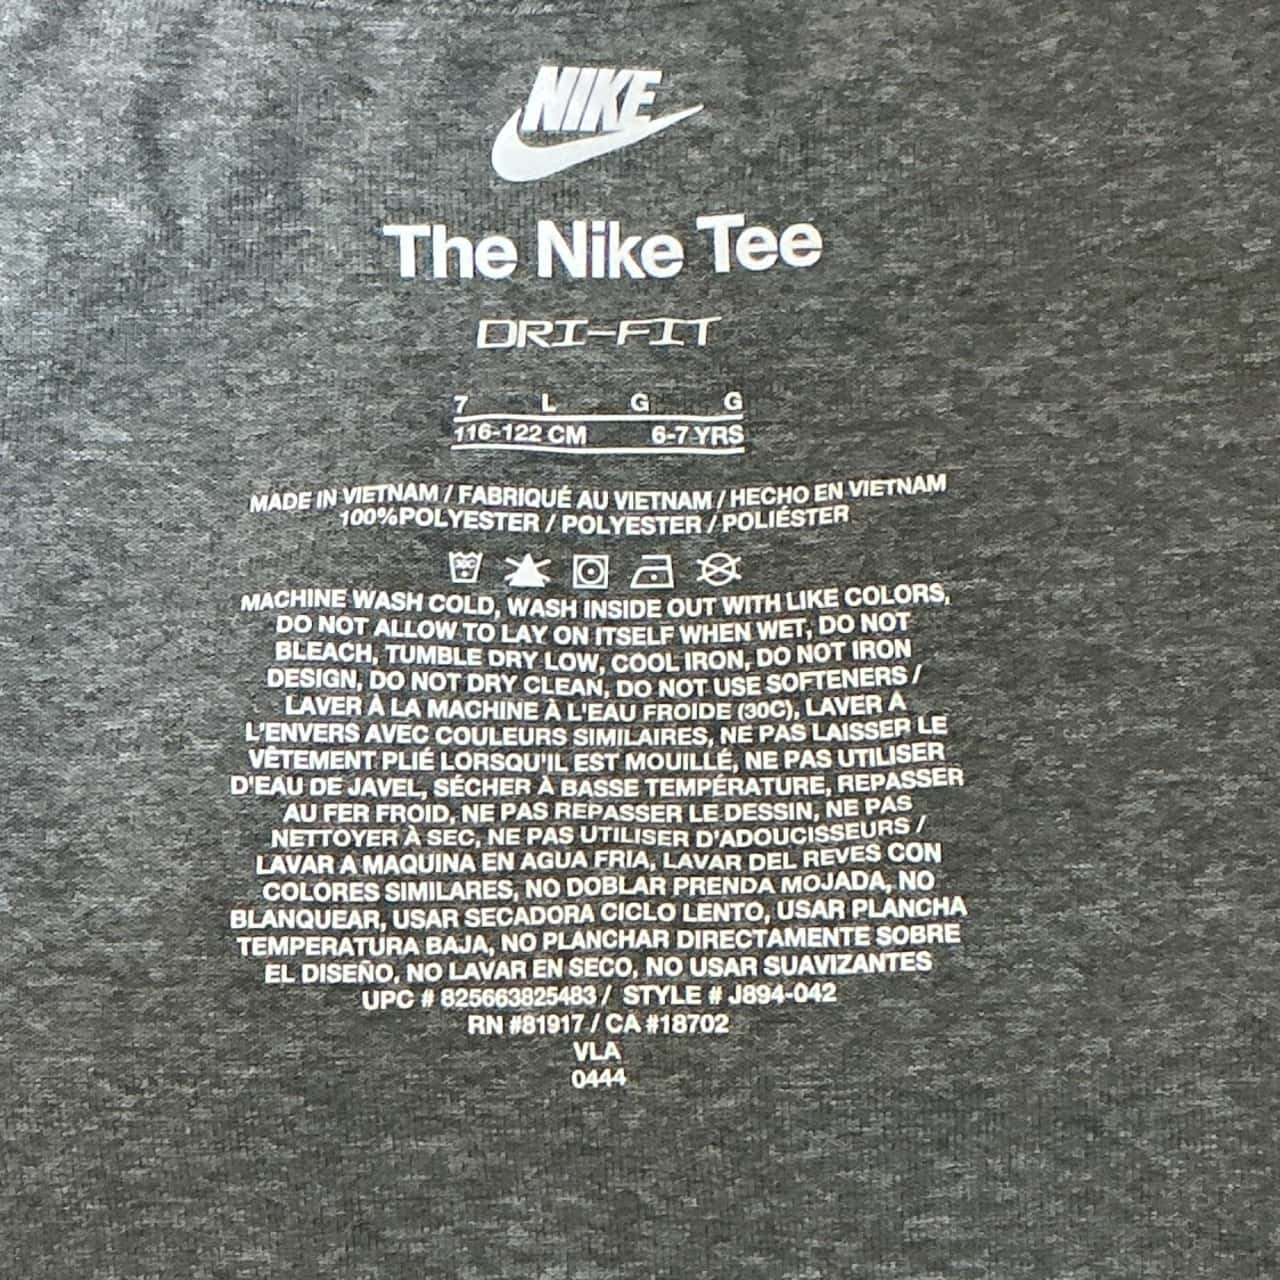 NIKE
The Nike Tee
DRI-FIT
7 L G G
116-122 CM 6-7 YRS
MADE IN VIETNAM / FABRIQUÉ AU VIETNAM / HECHO EN VIETNAM
100%POLYESTER / POLYESTER / POLIÉSTER
30C
MACHINE WASH COLD, WASH INSIDE OUT WITH LIKE COLORS,
DO NOT ALLOW TO LAY ON ITSELF WHEN WET, DO NOT
BLEACH, TUMBLE DRY LOW, COOL IRON, DO NOT IRON
DESIGN, DO NOT DRY CLEAN, DO NOT USE SOFTENERS /
LAVER À LA MACHINE À L'EAU FROIDE (30C), LAVER A
L'ENVERS AVEC COULEURS SIMILAIRES, NE PAS LAISSER LE
VÊTEMENT PLIÉ LORSQU'IL EST MOUILLÉ, NE PAS UTILISER
D'EAU DE JAVEL, SÉCHER À BASSE TEMPÉRATURE, REPASSER
AU FER FROID, NE PAS REPASSER LE DESSIN, NE PAS
NETTOYER À SEC, NE PAS UTILISER D'ADOUCISSEURS /
LAVAR A MAQUINA EN AGUA FRIA, LAVAR DEL REVES CON
COLORES SIMILARES, NO DOBLAR PRENDA MOJADA, NO
BLANQUEAR, USAR SECADORA CICLO LENTO, USAR PLANCHA
TEMPERATURA BAJA, NO PLANCHAR DIRECTAMENTE SOBRE
EL DISEÑO, NO LAVAR EN SECO, NO USAR SUAVIZANTES
UPC # 825663825483 / STYLE # J894-042
RN #81917 / CA #18702
VLA
0444